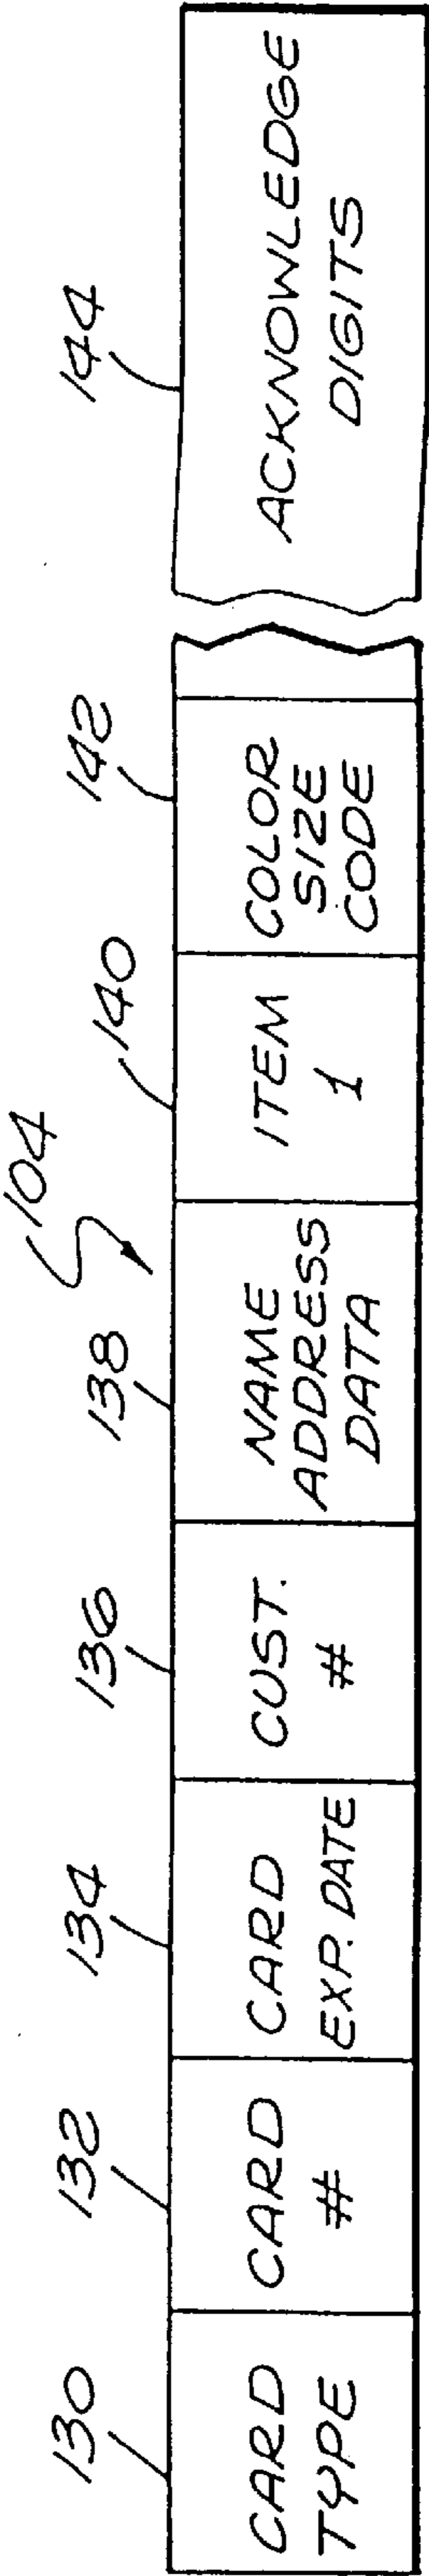 104
130 132 134 136 138 140 142 144
CARD
TYPE
CARD
#
CARD
EXP. DATE
CUST.
#
NAME
ADDRESS
DATA
ITEM
1
COLOR
SIZE
CODE
ACKNOWLEDGE
DIGITS